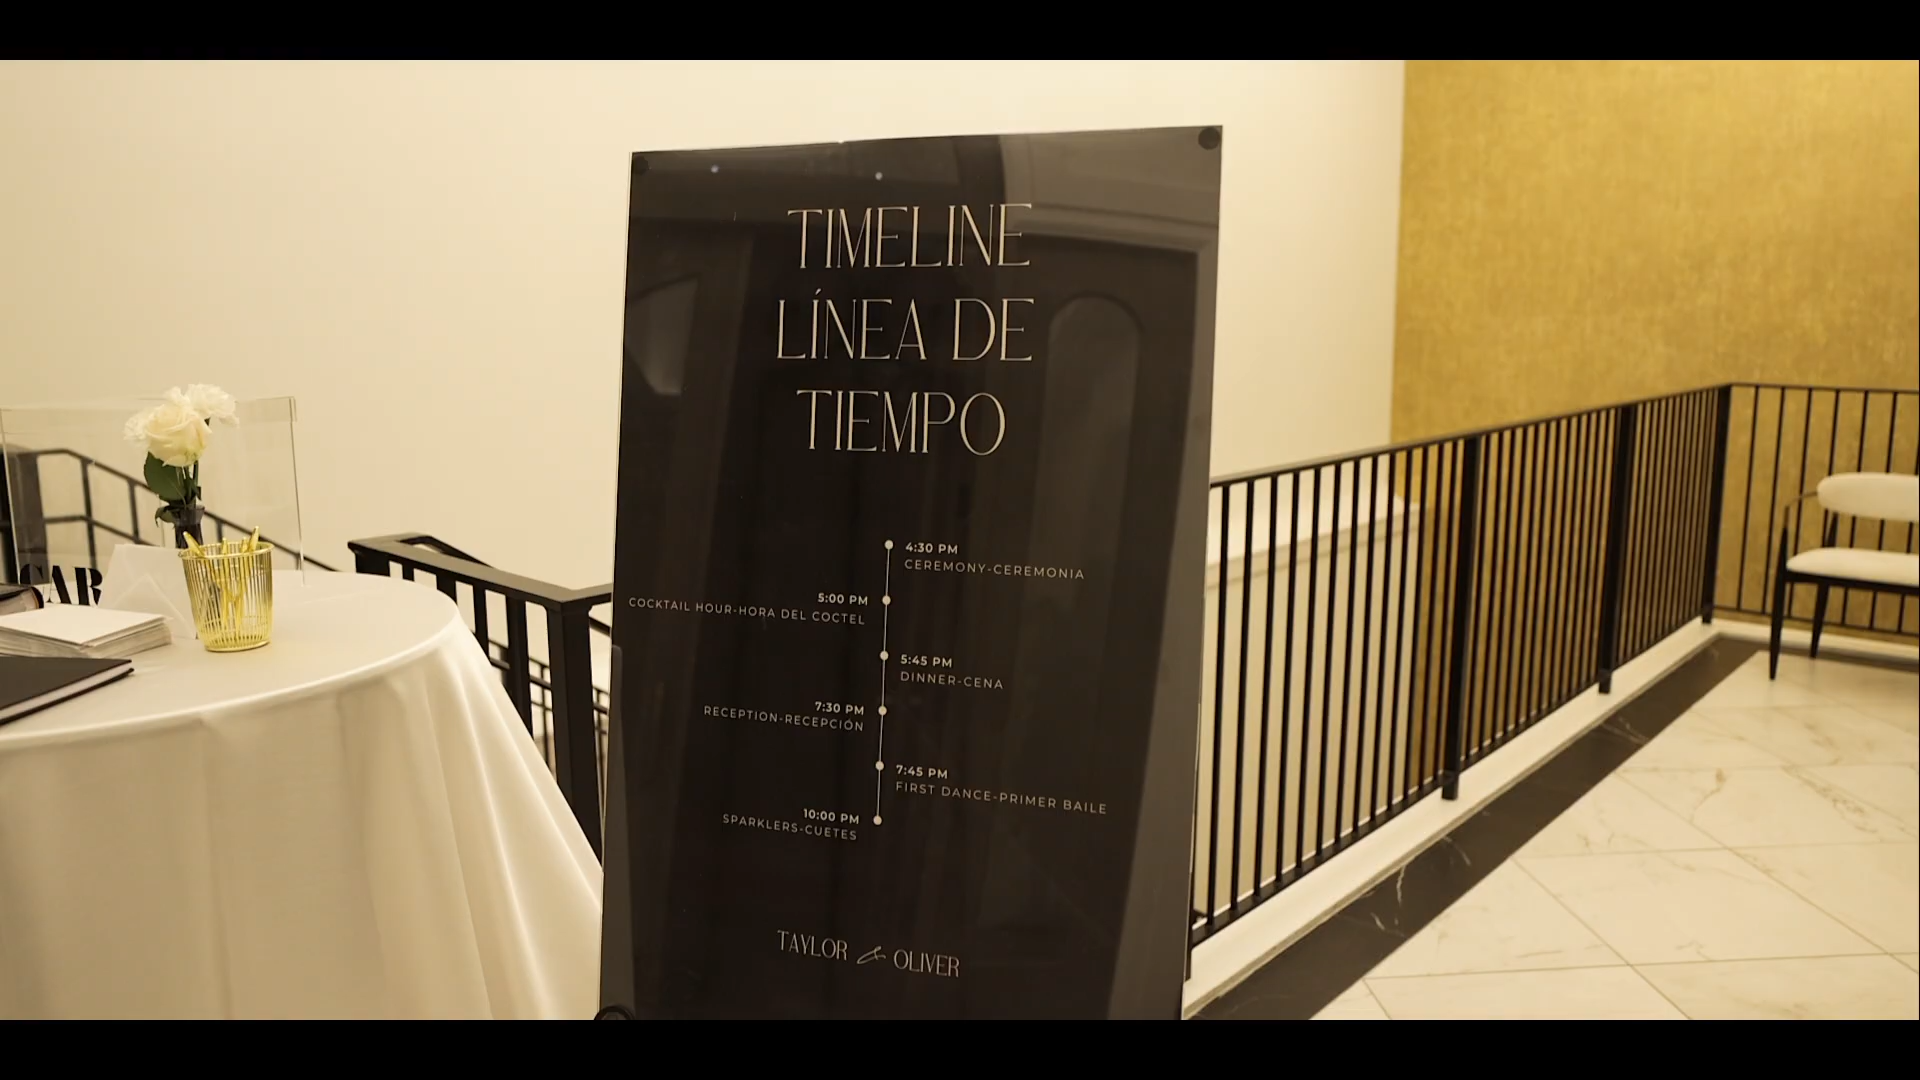 TIMELINE
LÍNEA DE
TIEMPO
4:30 PM
CEREMONY-CEREMONIA
5:00 PM
COCKTAIL HOUR-HORA DEL COCTEL
5:45 PM
DINNER-CENA
7:30 PM
RECEPTION-RECEPCIÓN
7:45 PM
FIRST DANCE-PRIMER BAILE
10:00 PM
SPARKLERS-CUETES
TAYLOR & OLIVER